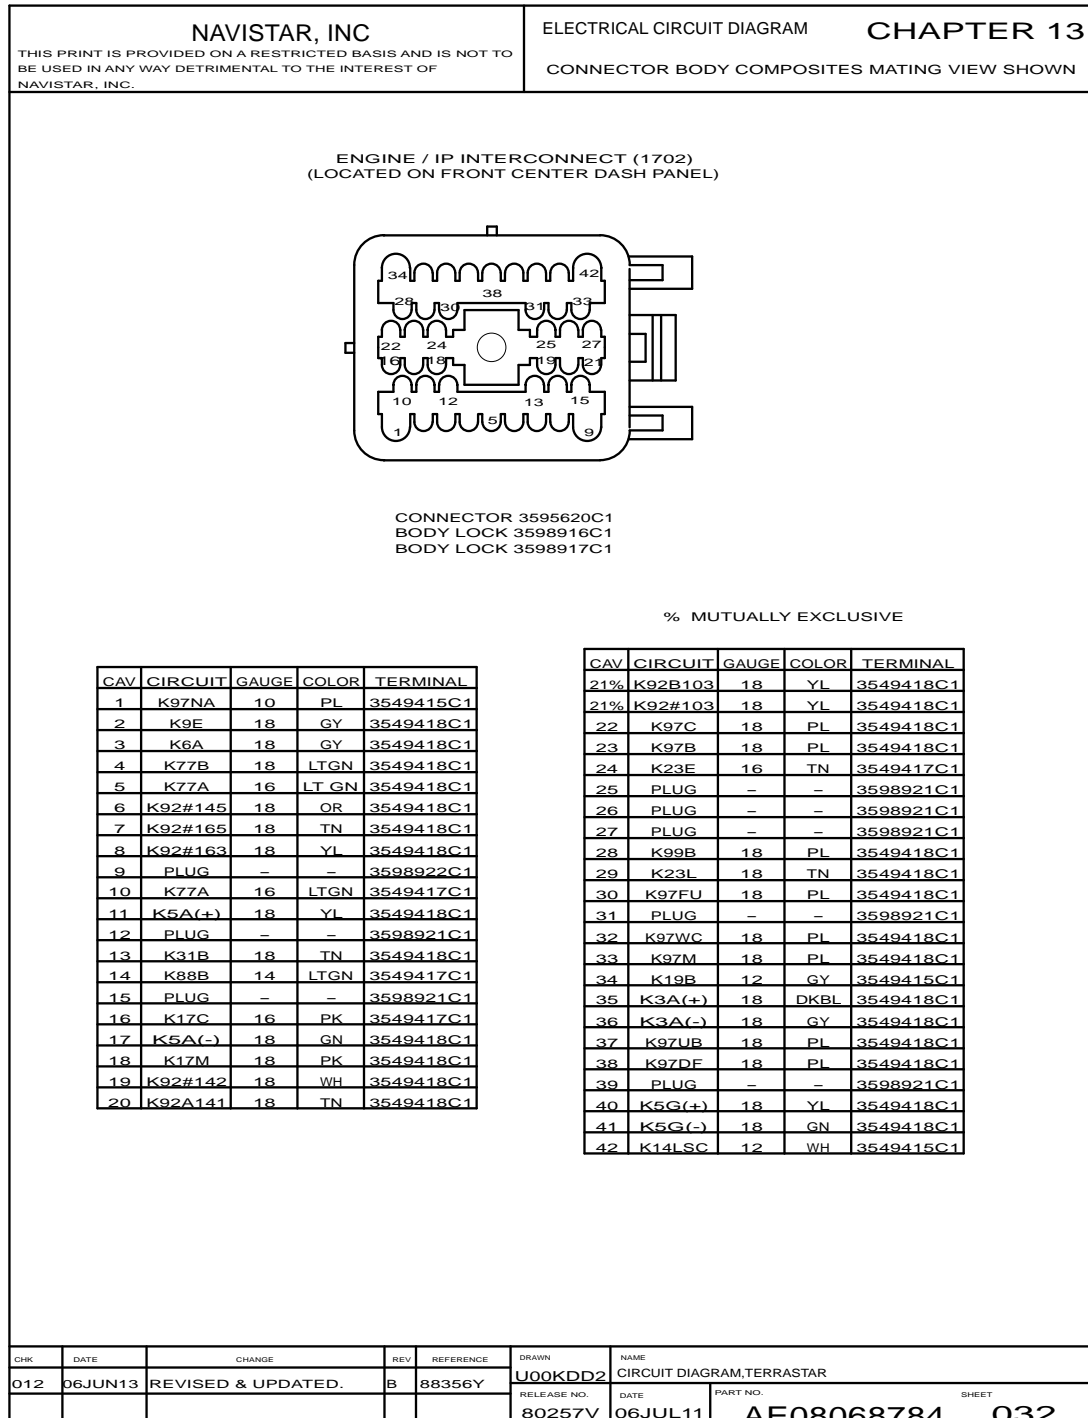 NAVISTAR, INC
THIS PRINT IS PROVIDED ON A RESTRICTED BASIS AND IS NOT TO
BE USED IN ANY WAY DETRIMENTAL TO THE INTEREST OF
NAVISTAR, INC.
ELECTRICAL CIRCUIT DIAGRAM CHAPTER 13
CONNECTOR BODY COMPOSITES MATING VIEW SHOWN
ENGINE / IP INTERCONNECT (1702)
(LOCATED ON FRONT CENTER DASH PANEL)
34 42
38
28 30 31 33
22 24 25 27
16 18 19 21
10 12 13 15
1 5 9
CONNECTOR 3595620C1
BODY LOCK 3598916C1
BODY LOCK 3598917C1
CAV CIRCUIT GAUGE COLOR TERMINAL
1 K97NA 10 PL 3549415C1
2 K9E 18 GY 3549418C1
3 K6A 18 GY 3549418C1
4 K77B 18 LTGN 3549418C1
5 K77A 16 LT GN 3549418C1
6 K92#145 18 OR 3549418C1
7 K92#165 18 TN 3549418C1
8 K92#163 18 YL 3549418C1
9 PLUG – – 3598922C1
10 K77A 16 LTGN 3549417C1
11 K5A(+) 18 YL 3549418C1
12 PLUG – – 3598921C1
13 K31B 18 TN 3549418C1
14 K88B 14 LTGN 3549417C1
15 PLUG – – 3598921C1
16 K17C 16 PK 3549417C1
17 K5A(-) 18 GN 3549418C1
18 K17M 18 PK 3549418C1
19 K92#142 18 WH 3549418C1
20 K92A141 18 TN 3549418C1
% MUTUALLY EXCLUSIVE
CAV CIRCUIT GAUGE COLOR TERMINAL
21% K92B103 18 YL 3549418C1
21% K92#103 18 YL 3549418C1
22 K97C 18 PL 3549418C1
23 K97B 18 PL 3549418C1
24 K23E 16 TN 3549417C1
25 PLUG – – 3598921C1
26 PLUG – – 3598921C1
27 PLUG – – 3598921C1
28 K99B 18 PL 3549418C1
29 K23L 18 TN 3549418C1
30 K97FU 18 PL 3549418C1
31 PLUG – – 3598921C1
32 K97WC 18 PL 3549418C1
33 K97M 18 PL 3549418C1
34 K19B 12 GY 3549415C1
35 K3A(+) 18 DKBL 3549418C1
36 K3A(-) 18 GY 3549418C1
37 K97UB 18 PL 3549418C1
38 K97DF 18 PL 3549418C1
39 PLUG – – 3598921C1
40 K5G(+) 18 YL 3549418C1
41 K5G(-) 18 GN 3549418C1
42 K14LSC 12 WH 3549415C1
CHK DATE CHANGE REV REFERENCE
012 06JUN13 REVISED & UPDATED. B 88356Y
DRAWN NAME
U00KDD2 CIRCUIT DIAGRAM,TERRASTAR
RELEASE NO. DATE PART NO. SHEET
80257V 06JUL11 AE08068784 032